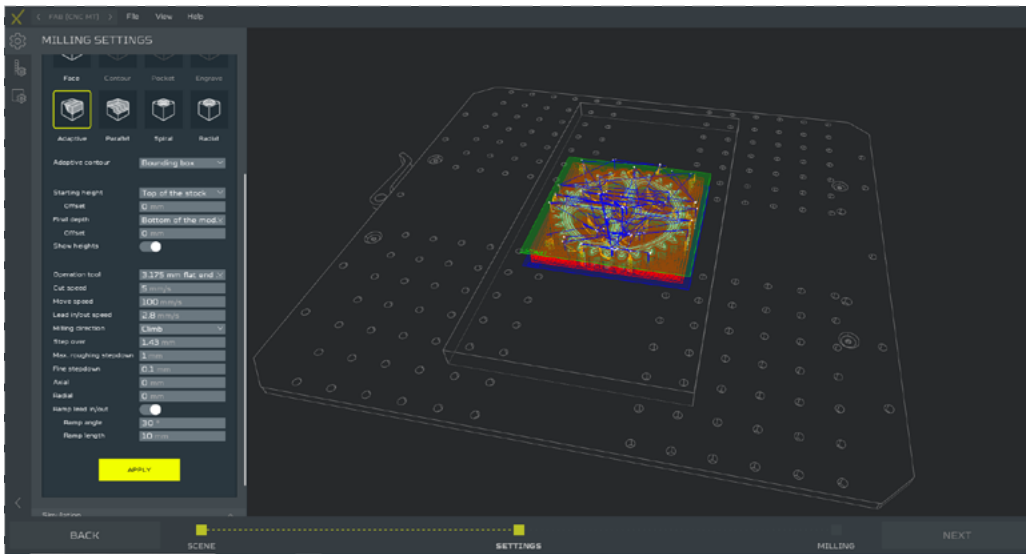 FAB (CNC MT) File View Help
MILLING SETTINGS
Face Contour Pocket Engrave
Adaptive Parallel Spiral Radial
Adaptive contour Bounding box
Starting height Top of the stock
Offset 0 mm
Final depth Bottom of the mod.
Offset 0 mm
Show heights
Operation tool 3.175 mm flat end
Cut speed 5 mm/s
Move speed 100 mm/s
Lead in/out speed 2.8 mm/s
Milling direction Climb
Step over 1.43 mm
Max. roughing stepdown 1 mm
Fine stepdown 0.1 mm
Axial 0 mm
Radial 0 mm
Ramp lead in/out
Ramp angle 30 °
Ramp length 10 mm
APPLY
Simulation
BACK SCENE SETTINGS MILLING NEXT